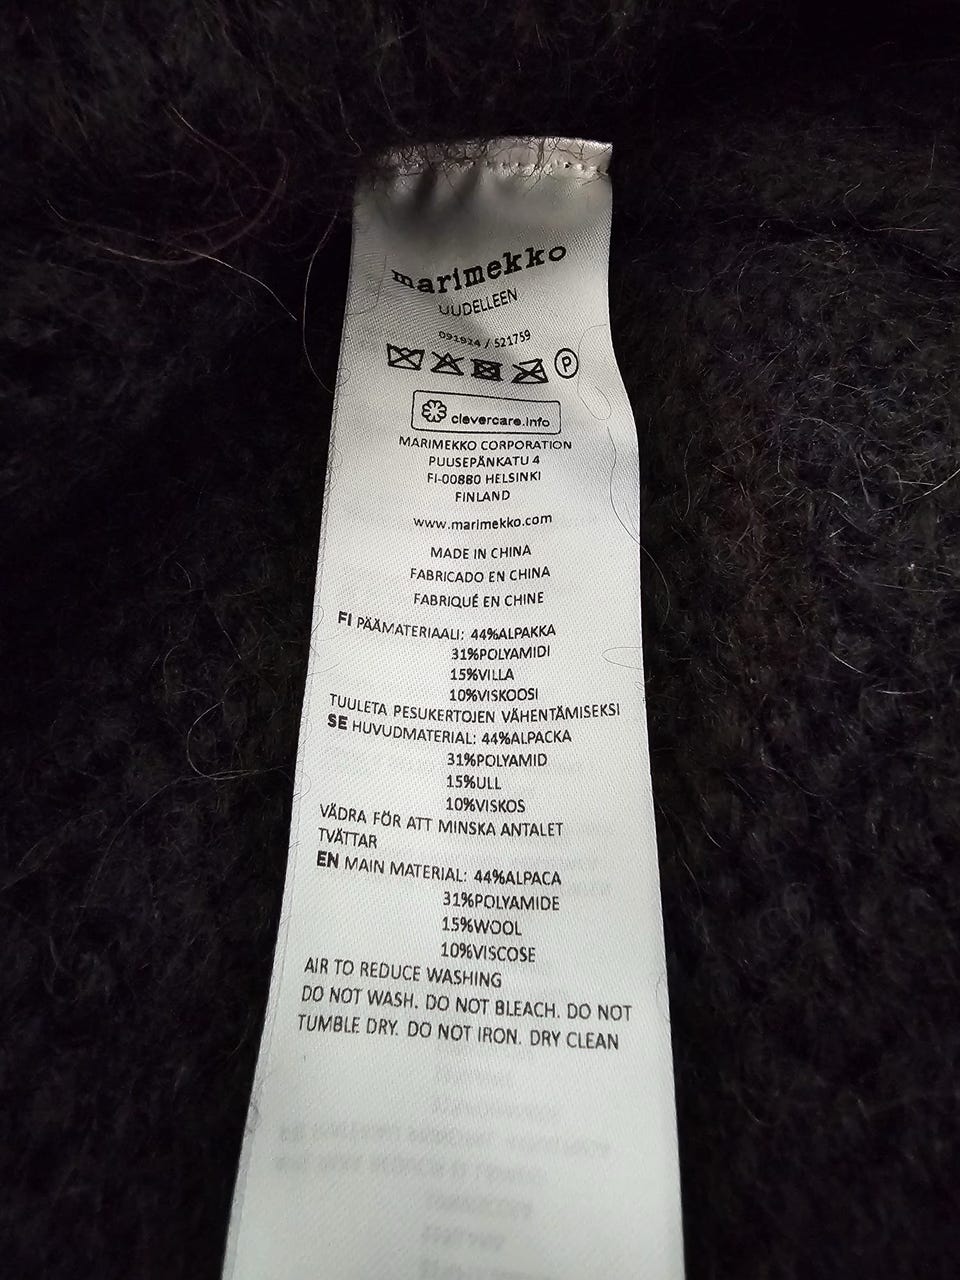 marimekko
UUDELLEEN
091924 / 521759
P
clevercare.info
MARIMEKKO CORPORATION
PUUSEPÄNKATU 4
FI-00880 HELSINKI
FINLAND
www.marimekko.com
MADE IN CHINA
FABRICADO EN CHINA
FABRIQUÉ EN CHINE
FI PÄÄMATERIAALI: 44%ALPAKKA
31%POLYAMIDI
15%VILLA
10%VISKOOSI
TUULETA PESUKERTOJEN VÄHENTÄMISEKSI
SE HUVUDMATERIAL: 44%ALPACKA
31%POLYAMID
15%ULL
10%VISKOS
VÄDRA FÖR ATT MINSKA ANTALET
TVÄTTAR
EN MAIN MATERIAL: 44%ALPACA
31%POLYAMIDE
15%WOOL
10%VISCOSE
AIR TO REDUCE WASHING
DO NOT WASH. DO NOT BLEACH. DO NOT
TUMBLE DRY. DO NOT IRON. DRY CLEAN